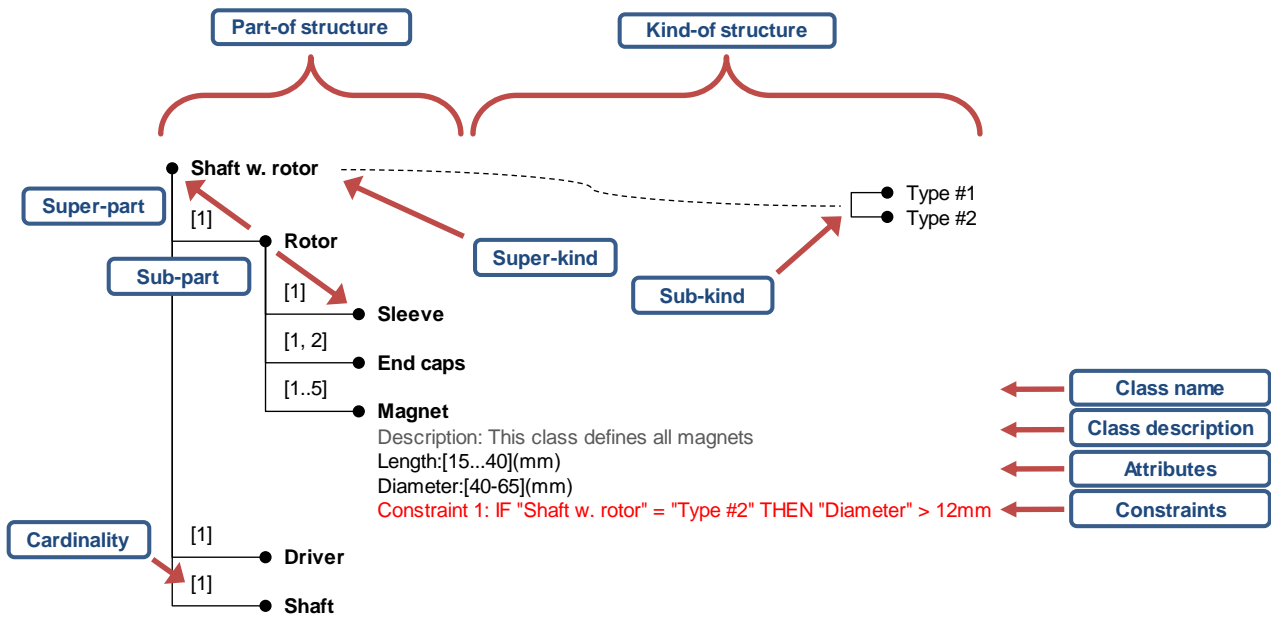 Part-of structure
Kind-of structure
Shaft w. rotor
Type #1
Super-part
[1]
Type #2
Rotor
Super-kind
Sub-part
Sub-kind
[1]
Sleeve
[1, 2]
End caps
[1..5]
Class name
Magnet
Class description
Description: This class defines all magnets
Length:[15...40](mm)
Attributes
Diameter:[40-65](mm)
Constraint 1: IF "Shaft w. rotor" = "Type #2" THEN "Diameter" > 12mm
Constraints
[1]
Cardinality
Driver
[1]
Shaft